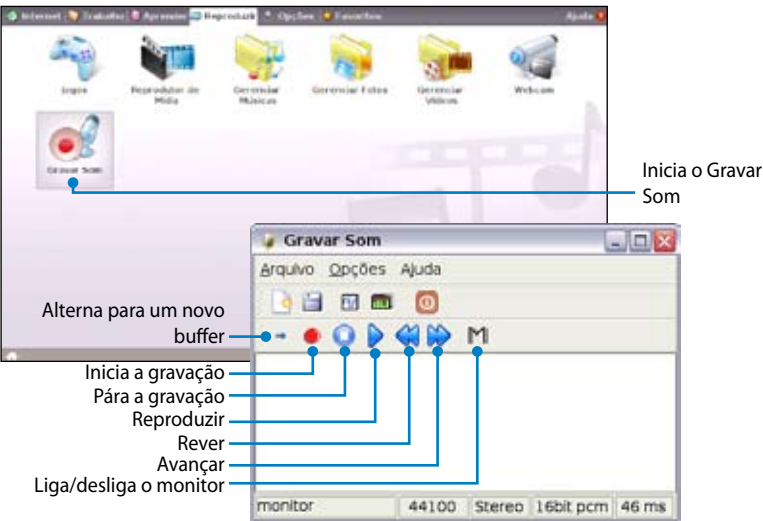 Internet Trabalho Aprender Reproduzir Opções Favoritos Ajuda
Jogos
Reprodutor de
Mídia
Gerenciar
Músicas
Gerenciar Fotos
Gerenciar
Vídeos
Webcam
Gravar Som
Inicia o Gravar
Som
Gravar Som
Arquivo Opções Ajuda
Alterna para um novo
buffer
Inicia a gravação
Pára a gravação
Reproduzir
Rever
Avançar
Liga/desliga o monitor
monitor 44100 Stereo 16bit pcm 46 ms